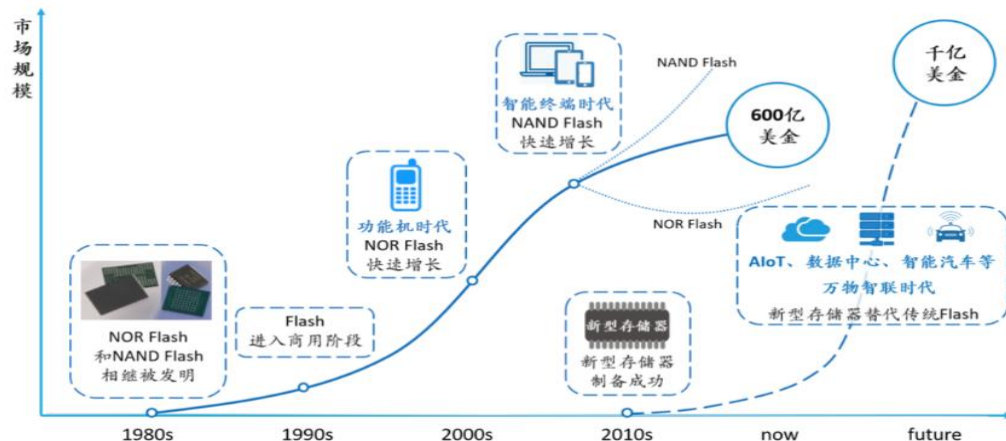 市场规模
NOR Flash
和NAND Flash
相继被发明
Flash
进入商用阶段
功能机时代
NOR Flash
快速增长
智能终端时代
NAND Flash
快速增长
NAND Flash
NOR Flash
600亿
美金
千亿
美金
新型存储器
新型存储器
制备成功
AIoT、数据中心、智能汽车等
万物智联时代
新型存储器替代传统Flash
1980s
1990s
2000s
2010s
now
future